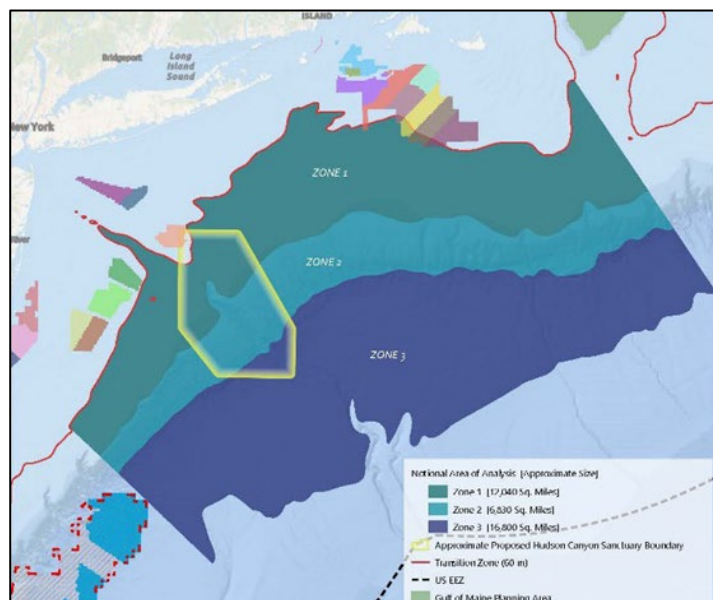 ISLAND
Bridgeport
Long
Island
Sound
New York
River
ZONE 1
ZONE 2
ZONE 3
Notional Area of Analysis [Approximate Size]
Zone 1 [12,040 Sq. Miles]
Zone 2 [6,830 Sq. Miles]
Zone 3 [16,800 Sq. Miles]
Approximate Proposed Hudson Canyon Sanctuary Boundary
Transition Zone (60 m)
US EEZ
Gulf of Maine Planning Area